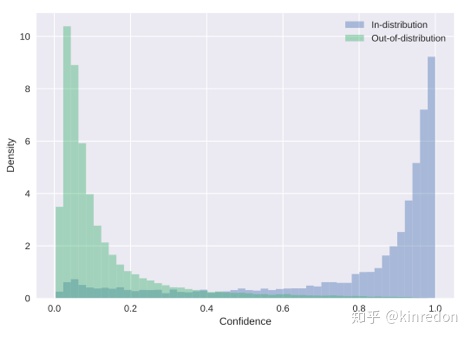 In-distribution
Out-of-distribution
10
8
6
4
2
0
Density
0.0 0.2 0.4 0.6 0.8 1.0
Confidence
知乎 @kinredon